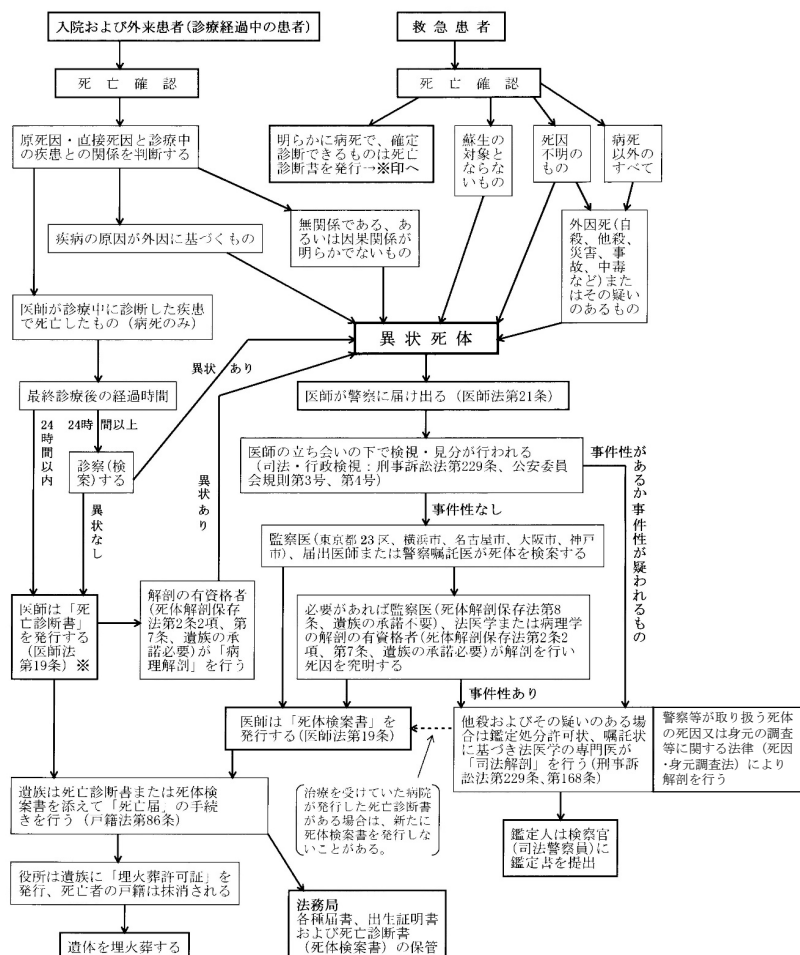 入院および外来患者(診療経過中の患者)
救急患者
死亡確認
死亡確認
原死因・直接死因と診療中
の疾患との関係を判断する
明らかに病死で、確定
診断できるものは死亡
診断書を発行→※印へ
蘇生の
対象と
ならな
いもの
死因
不明の
もの
病死
以外の
すべて
疾病の原因が外因に基づくもの
無関係である、あ
るいは因果関係が
明らかでないもの
外因死(自
殺、他殺、
災害、事
故、中毒
など)また
はその疑い
のあるもの
医師が診療中に診断した疾患
で死亡したもの(病死のみ)
異状死体
異状あり
最終診療後の経過時間
医師が警察に届け出る(医師法第21条)
24時間以内
24時間以上
診察(検
案)する
異状あり
異状なし
医師の立ち会いの下で検視・見分が行われる
(司法・行政検視:刑事訴訟法第229条、公安委員
会規則第3号、第4号)
事件性が
あるか事件性が疑われるもの
事件性なし
監察医(東京都23区、横浜市、名古屋市、大阪市、神戸
市)、届出医師または警察嘱託医が死体を検案する
医師は「死
亡診断書」
を発行する
(医師法
第19条)※
解剖の有資格者
(死体解剖保存
法第2条2項、第
7条、遺族の承
諾必要)が「病
理解剖」を行う
必要があれば監察医(死体解剖保存法第8
条、遺族の承諾不要)、法医学または病理学
の解剖の有資格者(死体解剖保存法第2条2
項、第7条、遺族の承諾必要)が解剖を行い
死因を究明する
事件性あり
医師は「死体検案書」を
発行する(医師法第19条)
他殺およびその疑いのある場
合は鑑定処分許可状、嘱託状
に基づき法医学の専門医が
「司法解剖」を行う(刑事訴
訟法第229条、第168条)
警察等が取り扱う死体
の死因又は身元の調査
等に関する法律(死因
・身元調査法)により
解剖を行う
遺族は死亡診断書または死体検
案書を添えて「死亡届」の手続
きを行う(戸籍法第86条)
治療を受けていた病院
が発行した死亡診断書
がある場合は、新たに
死体検案書を発行しな
いことがある。
鑑定人は検察官
(司法警察員)に
鑑定書を提出
役所は遺族に「埋火葬許可証」を
発行、死亡者の戸籍は抹消される
法務局
各種届書、出生証明書
および死亡診断書
(死体検案書)の保管
遺体を埋火葬する